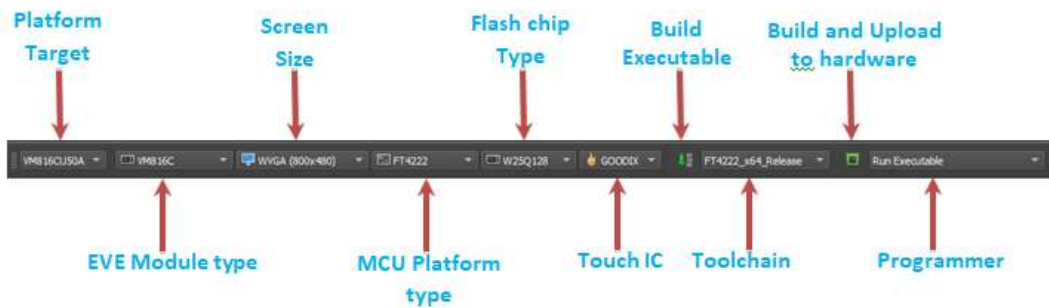 Platform
Target
Screen
Size
Flash chip
Type
Build
Executable
Build and Upload
to hardware
VM816CU50A
VM816C
WVGA (800x480)
FT4222
W25Q128
GOODIX
FT4222_x64_Release
Run Executable
EVE Module type
MCU Platform
type
Touch IC
Toolchain
Programmer